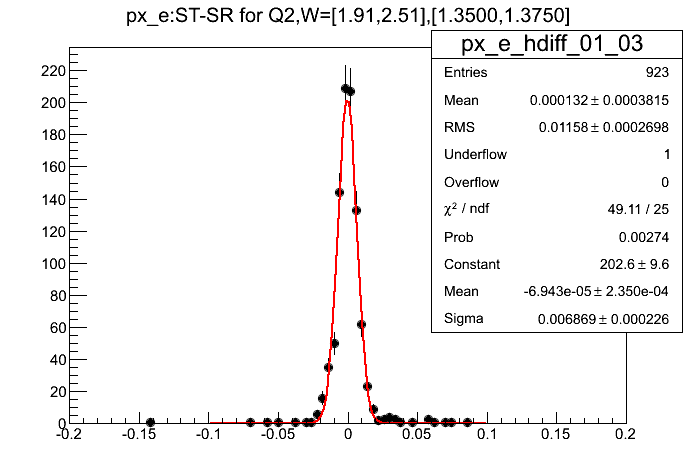 px_e:ST-SR for Q2,W=[1.91,2.51],[1.3500,1.3750]
px_e_hdiff_01_03
Entries 923
Mean 0.000132 ± 0.0003815
RMS 0.01158 ± 0.0002698
Underflow 1
Overflow 0
χ² / ndf 49.11 / 25
Prob 0.00274
Constant 202.6 ± 9.6
Mean -6.943e-05 ± 2.350e-04
Sigma 0.006869 ± 0.000226
220
200
180
160
140
120
100
80
60
40
20
0
-0.2 -0.15 -0.1 -0.05 0 0.05 0.1 0.15 0.2